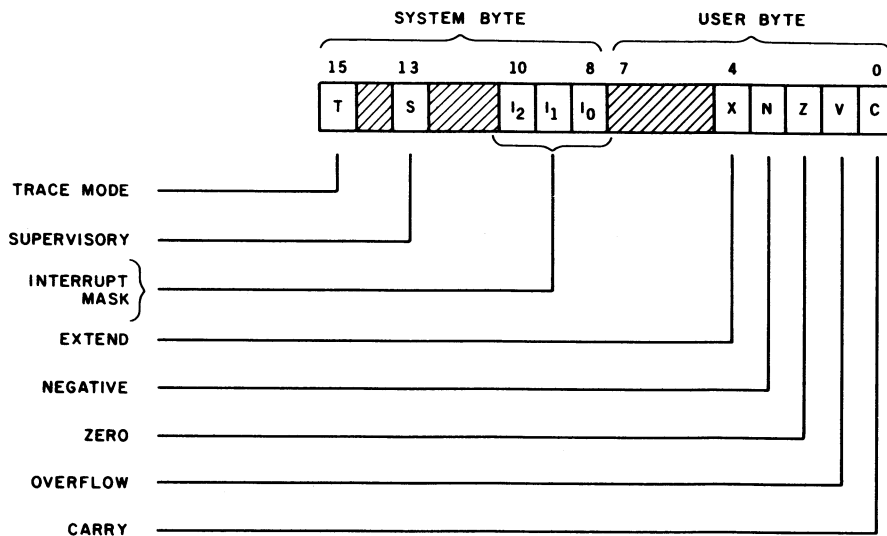 SYSTEM BYTE USER BYTE
15 13 10 8 7 4 0
T S I₂ I₁ I₀ X N Z V C
TRACE MODE
SUPERVISORY
INTERRUPT
MASK
EXTEND
NEGATIVE
ZERO
OVERFLOW
CARRY